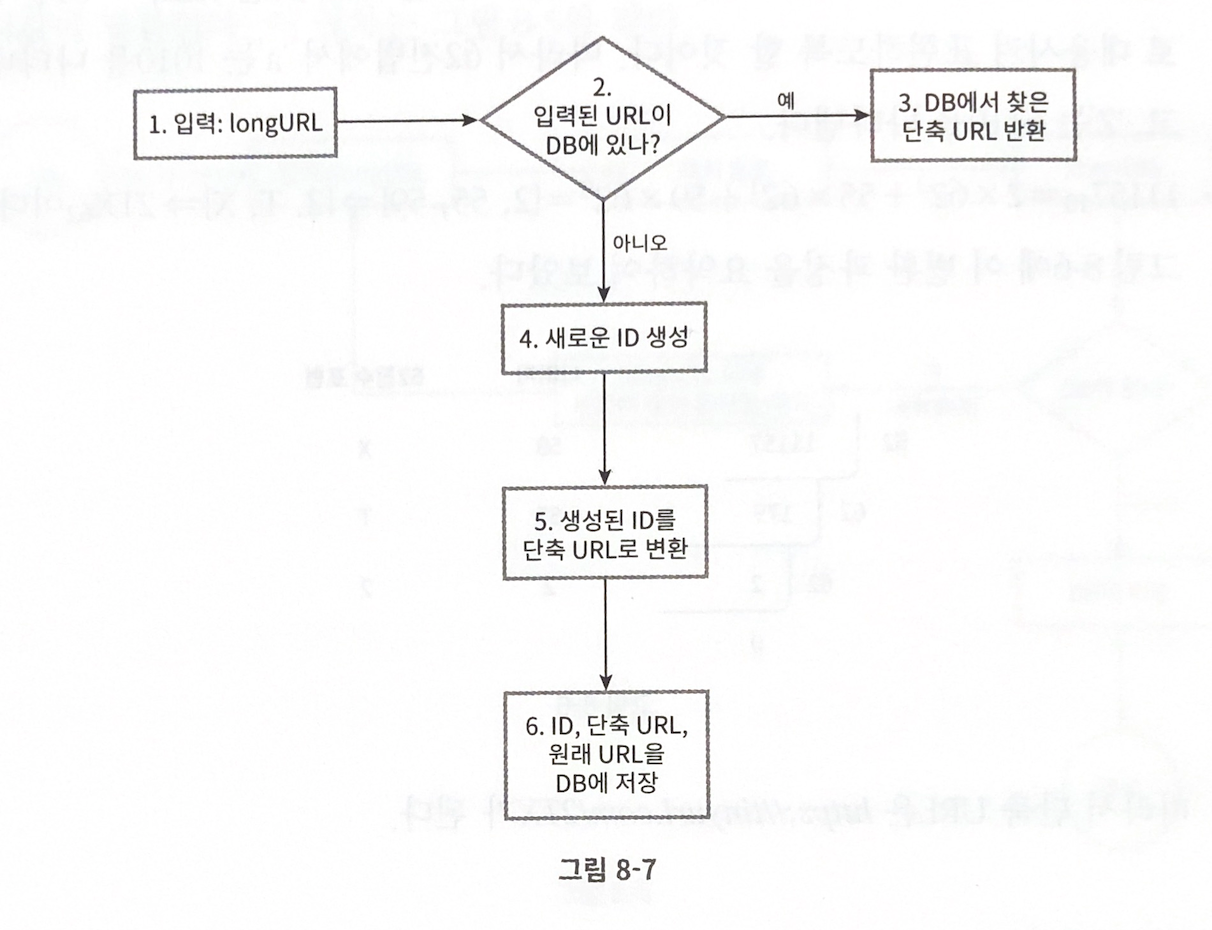 1. 입력: longURL
2.
입력된 URL이
DB에 있나?
예
3. DB에서 찾은
단축 URL 반환
아니오
4. 새로운 ID 생성
5. 생성된 ID를
단축 URL로 변환
6. ID, 단축 URL,
원래 URL을
DB에 저장
그림 8-7